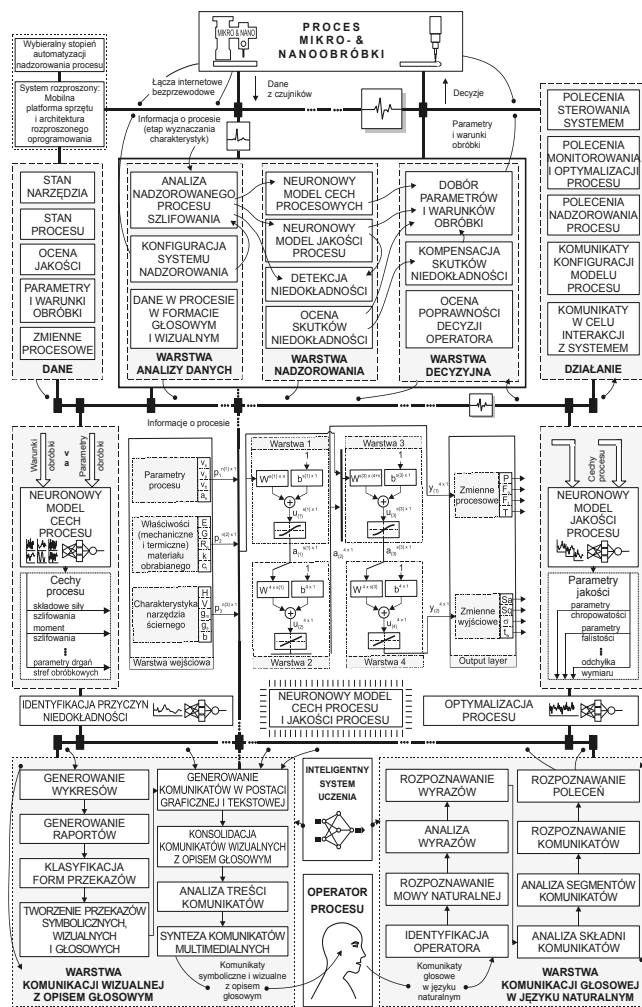 Wybieralny stopień
automatyzacji
nadzorowania procesu
System rozproszony:
Mobilna
platforma sprzętu
i architektura
rozproszonego
oprogramowania
MIKRO & NANO
PROCES
MIKRO- &
NANOOBRÓBKI
Łącza internetowe
bezprzewodowe
Dane
z czujników
Decyzje
Informacja o procesie
(etap wyznaczania
charakterystyk)
Parametry
i warunki
obróbki
STAN
NARZĘDZIA
STAN
PROCESU
OCENA
JAKOŚCI
PARAMETRY
I WARUNKI
OBRÓBKI
ZMIENNE
PROCESOWE
DANE
ANALIZA
NADZOROWANEGO
PROCESU
SZLIFOWANIA
KONFIGURACJA
SYSTEMU
NADZOROWANIA
DANE W PROCESIE
W FORMACIE
GŁOSOWYM
I WIZUALNYM
WARSTWA
ANALIZY DANYCH
NEURONOWY
MODEL CECH
PROCESOWYCH
NEURONOWY
MODEL JAKOŚCI
PROCESU
DETEKCJA
NIEDOKŁADNOŚCI
OCENA
SKUTKÓW
NIEDOKŁADNOŚCI
WARSTWA
NADZOROWANIA
DOBÓR
PARAMETRÓW
I WARUNKÓW
OBRÓBKI
KOMPENSACJA
SKUTKÓW
NIEDOKŁADNOŚCI
OCENA
POPRAWNOŚCI
DECYZJI
OPERATORA
WARSTWA
DECYZYJNA
POLECENIA
STEROWANIA
SYSTEMEM
POLECENIA
MONITOROWANIA
I OPTYMALIZACJI
PROCESU
POLECENIA
NADZOROWANIA
PROCESU
KOMUNIKATY
KONFIGURACJI
MODELU
PROCESU
KOMUNIKATY
W CELU
INTERAKCJI
Z SYSTEMEM
DZIAŁANIE
Informacje o procesie
Warunki
obróbki
v
a
Parametry
obróbki
NEURONOWY
MODEL
CECH
PROCESU
Cechy
procesu
składowe siły
szlifowania
moment
szlifowania
parametry drgań
stref obróbkowych
Parametry
procesu
Właściwości
(mechaniczne
i termiczne)
materiału
obrabianego
E
G
k
Charakterystyka
narzędzia
ściernego
H
V
b
Warstwa wejściowa
Warstwa 1
Warstwa 3
1
1
Warstwa 2
Warstwa 4
1
1
Zmienne
procesowe
P
F
F
T
Zmienne
wyjściowe
Sa
Sq
Output layer
Cechy
procesu
NEURONOWY
MODEL
JAKOŚCI
PROCESU
Parametry
jakości
parametry
chropowatości
parametry
falistości
odchyłka
wymiaru
IDENTYFIKACJA PRZYCZYN
NIEDOKŁADNOŚCI
NEURONOWY MODEL
CECH PROCESU
I JAKOŚCI PROCESU
OPTYMALIZACJA
PROCESU
GENEROWANIE
WYKRESÓW
GENEROWANIE
RAPORTÓW
KLASYFIKACJA
FORM PRZEKAZÓW
TWORZENIE PRZEKAZÓW
SYMBOLICZNYCH,
WIZUALNYCH
I GŁOSOWYCH
WARSTWA
KOMUNIKACJI WIZUALNEJ
Z OPISEM GŁOSOWYM
GENEROWANIE
KOMUNIKATÓW W POSTACI
GRAFICZNEJ I TEKSTOWEJ
KONSOLIDACJA
KOMUNIKATÓW WIZUALNYCH
Z OPISEM GŁOSOWYM
ANALIZA TREŚCI
KOMUNIKATÓW
SYNTEZA KOMUNIKATÓW
MULTIMEDIALNYCH
Komunikaty
symboliczne i wizualne
z opisem
głosowym
INTELIGENTNY
SYSTEM
UCZENIA
OPERATOR
PROCESU
Komunikaty
głosowe
w języku
naturalnym
ROZPOZNAWANIE
WYRAZÓW
ANALIZA
WYRAZÓW
ROZPOZNAWANIE
MOWY NATURALNEJ
IDENTYFIKACJA
OPERATORA
ROZPOZNAWANIE
POLECEŃ
ROZPOZNAWANIE
KOMUNIKATÓW
ANALIZA SEGMENTÓW
KOMUNIKATÓW
ANALIZA SKŁADNI
KOMUNIKATÓW
WARSTWA
KOMUNIKACJI GŁOSOWEJ
W JĘZYKU NATURALNYM